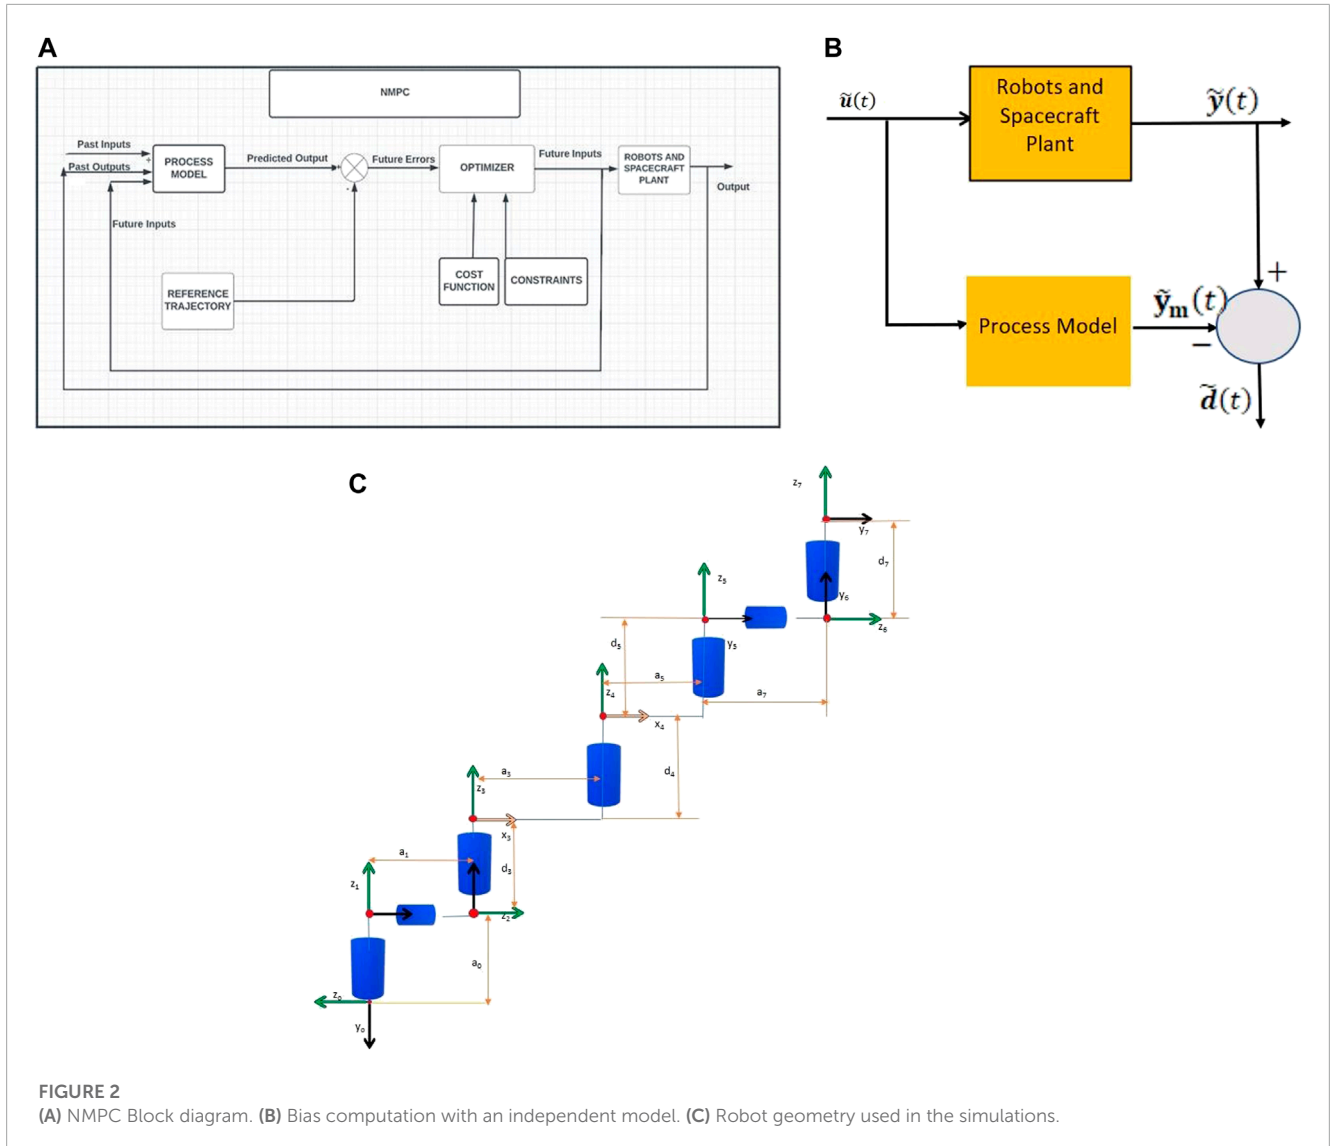 A
NMPC
Past Inputs
+
Past Outputs
PROCESS
MODEL
Predicted Output
+
-
Future Errors
OPTIMIZER
Future Inputs
ROBOTS AND
SPACECRAFT
PLANT
Output
Future Inputs
REFERENCE
TRAJECTORY
COST
FUNCTION
CONSTRAINTS
B
ũ(t)
Robots and
Spacecraft
Plant
ỹ(t)
+
Process Model
ỹₘ(t)
−
d̃(t)
C
z₇
y₇
d₇
y₆
z₆
z₅
y₅
d₅
a₅
a₇
z₄
x₄
d₄
a₃
z₃
x₃
d₃
a₁
z₁
z₂
a₀
z₀
y₀
FIGURE 2
(A) NMPC Block diagram. (B) Bias computation with an independent model. (C) Robot geometry used in the simulations.